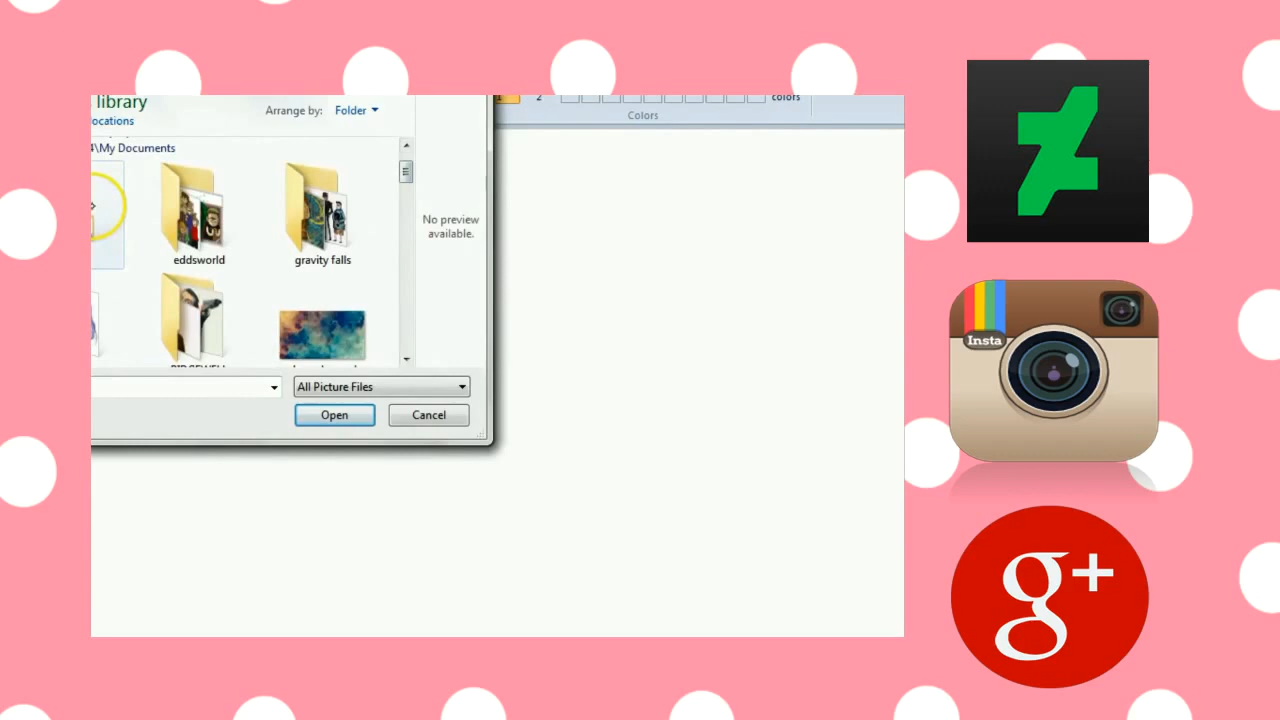 library
ocations
Arrange by: Folder
\My Documents
2
colors
Colors
No preview
available.
eddsworld
gravity falls
All Picture Files
Open
Cancel
Insta
g+